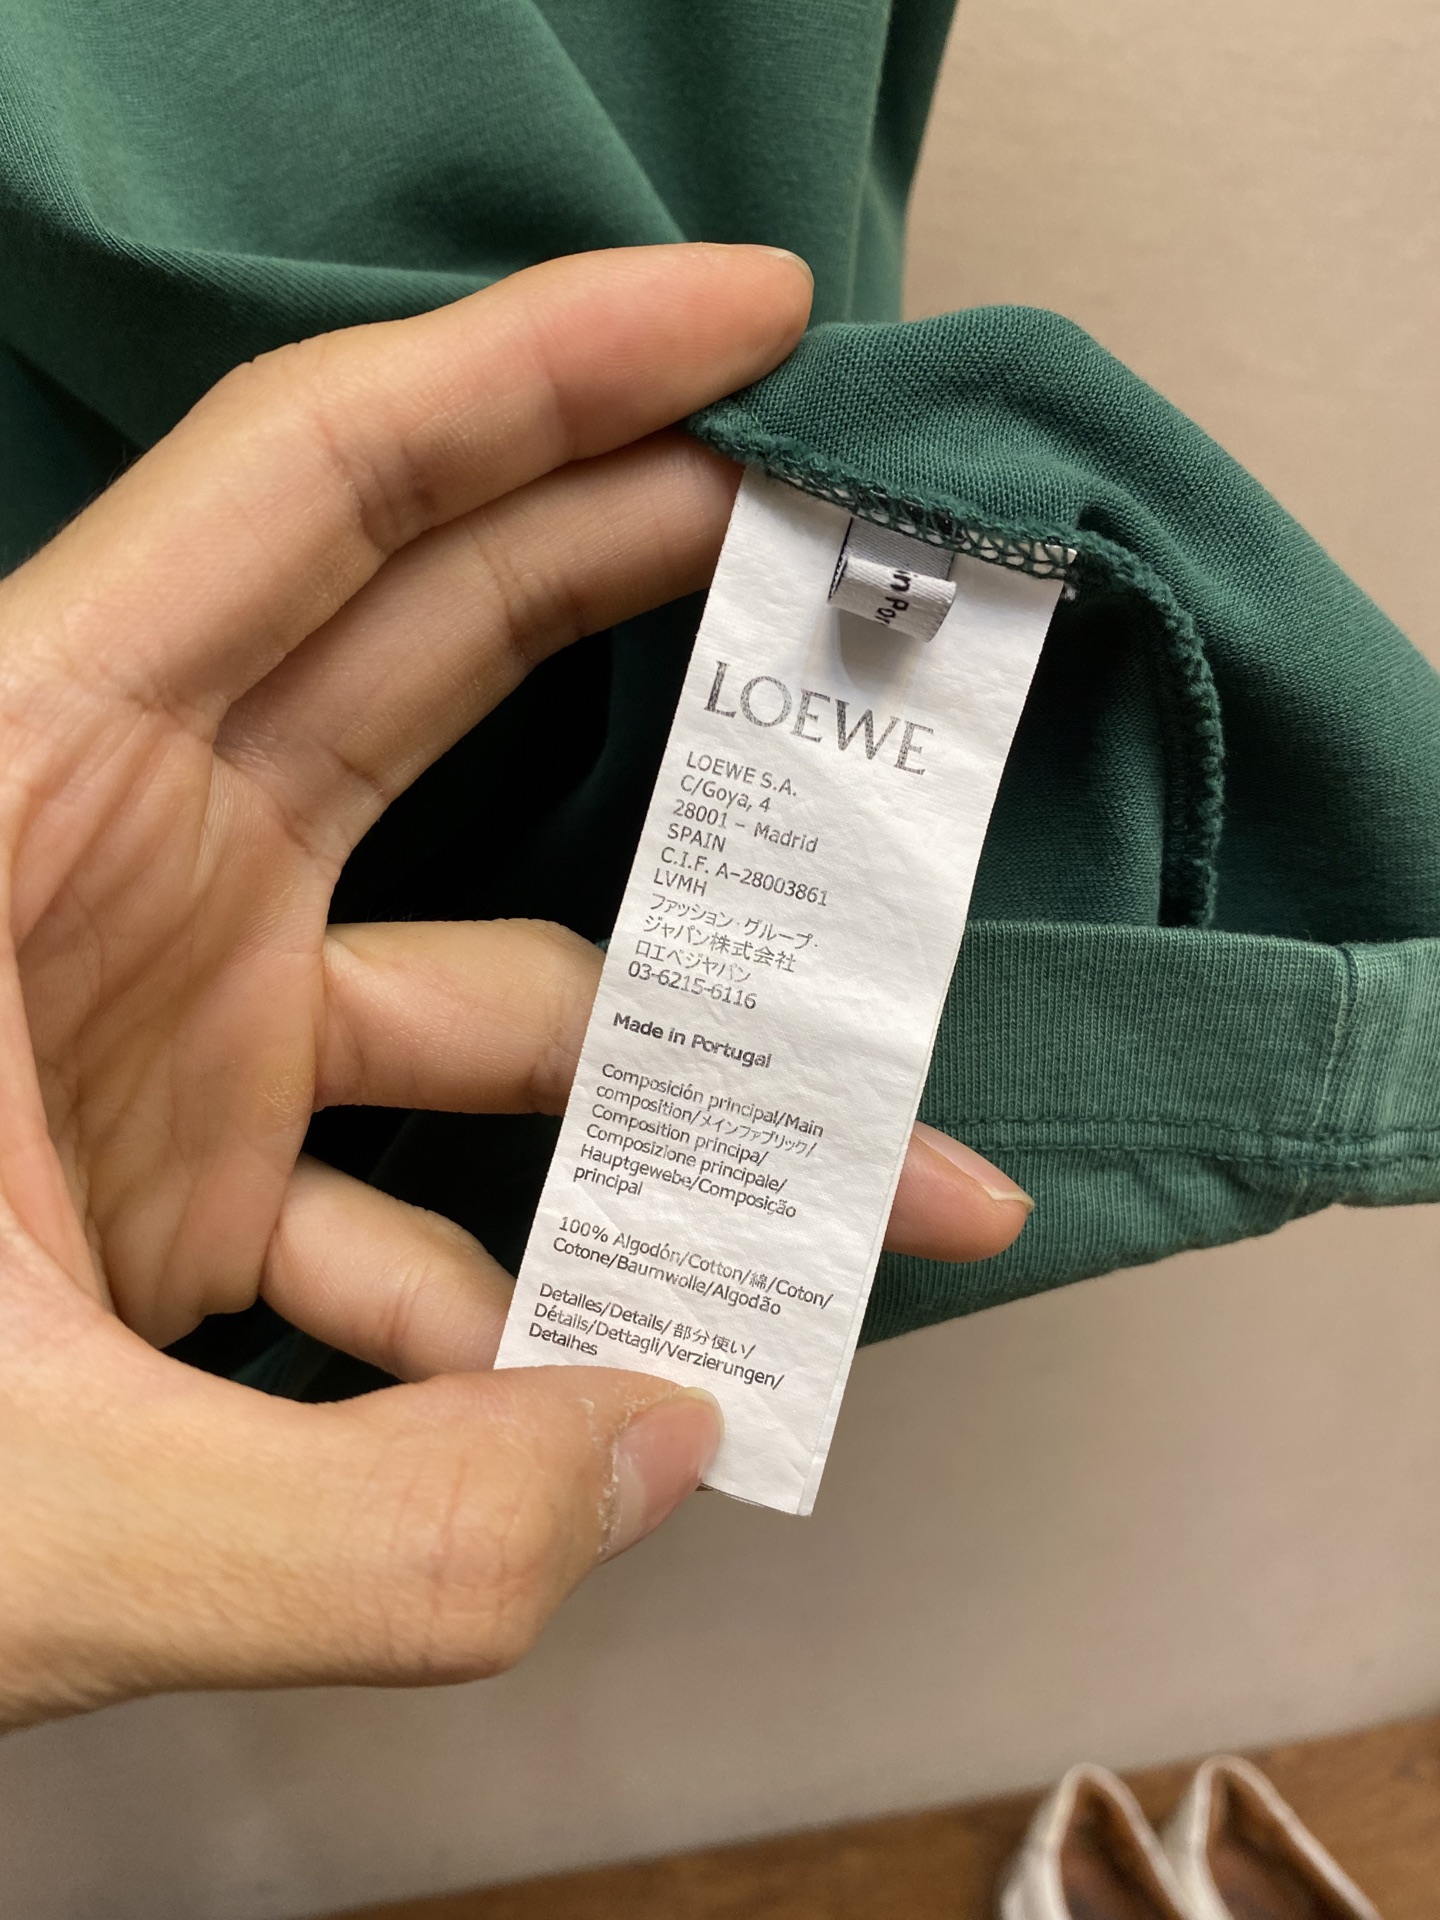 in Por
LOEWE
LOEWE S.A.
C/Goya, 4
28001 - Madrid
SPAIN
C.I.F. A-28003861
LVMH
ファッション・グループ・
ジャパン株式会社
ロエベジャパン
03-6215-6116
Made in Portugal
Composición principal/Main
composition/メインファブリック/
Composition principa/
Composizione principale/
Hauptgewebe/Composição
principal
100% Algodón/Cotton/綿/Coton/
Cotone/Baumwolle/Algodão
Detalles/Details/部分使い/
Détails/Dettagli/Verzierungen/
Detalhes